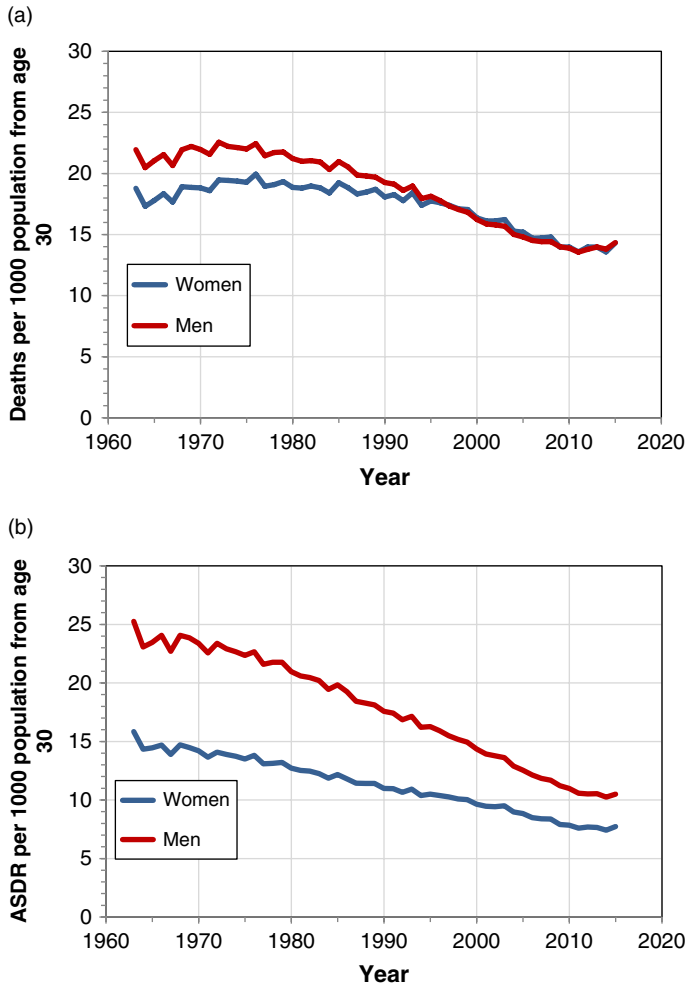 (a)
Deaths per 1000 population from age
30
30
25
20
15
10
5
0
Women
Men
1960 1970 1980 1990 2000 2010 2020
Year
(b)
ASDR per 1000 population from age
30
30
25
20
15
10
5
0
Women
Men
1960 1970 1980 1990 2000 2010 2020
Year